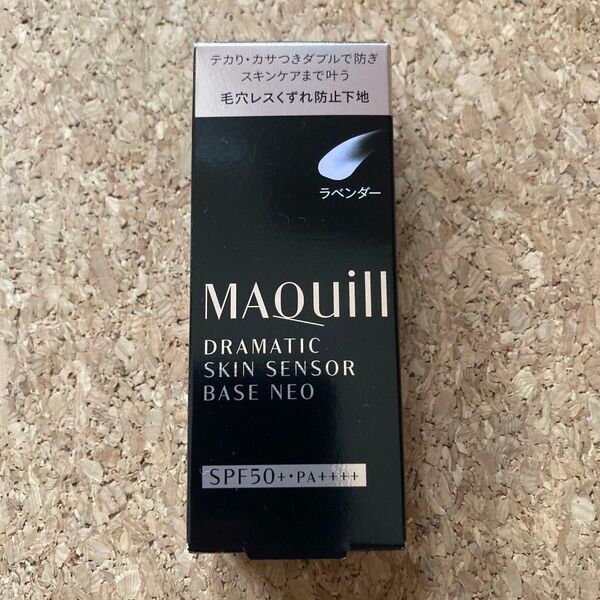 テカリ・カサつきダブルで防ぎ
スキンケアまで叶う
毛穴レスくずれ防止下地
ラベンダー
MAQuill
DRAMATIC
SKIN SENSOR
BASE NEO
SPF50+・PA++++